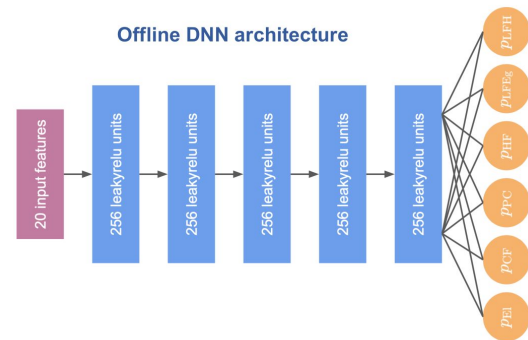 Offline DNN architecture
20 input features
256 leakyrelu units
256 leakyrelu units
256 leakyrelu units
256 leakyrelu units
256 leakyrelu units
pLFH
pLFEg
pHF
pPC
pCF
pEl